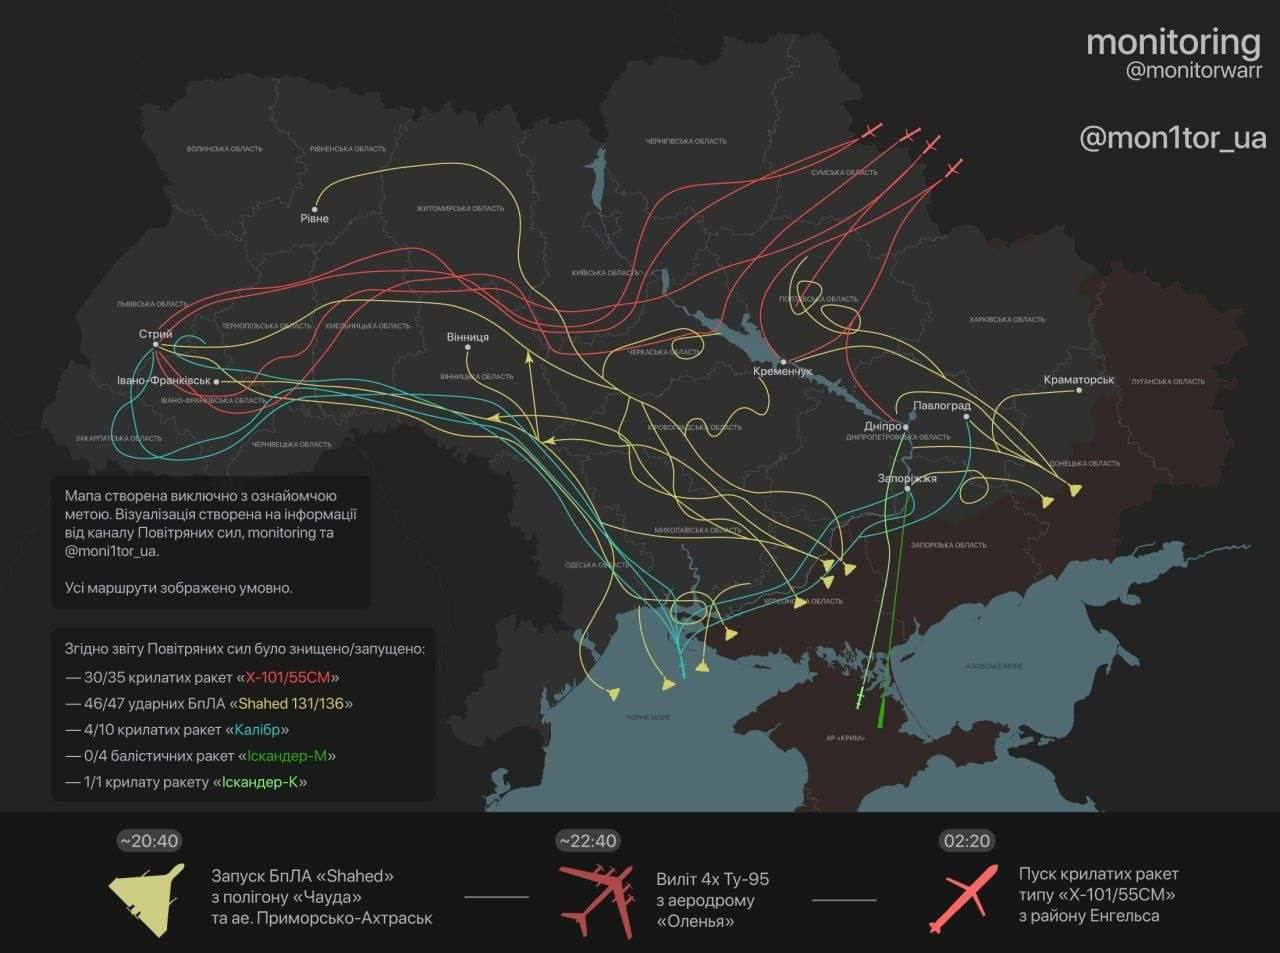 monitoring
@monitorwarr
@mon1tor_ua
ВОЛИНСЬКА ОБЛАСТЬ
РІВНЕНСЬКА ОБЛАСТЬ
ЧЕРНІГІВСЬКА ОБЛАСТЬ
СУМСЬКА ОБЛАСТЬ
Рівне
ЖИТОМИРСЬКА ОБЛАСТЬ
КИЇВСЬКА ОБЛАСТЬ
ПОЛТАВСЬКА ОБЛАСТЬ
ЛЬВІВСЬКА ОБЛАСТЬ
ТЕРНОПІЛЬСЬКА ОБЛАСТЬ
ХМЕЛЬНИЦЬКА ОБЛАСТЬ
ХАРКІВСЬКА ОБЛАСТЬ
Стрий
Вінниця
ЧЕРКАСЬКА ОБЛАСТЬ
Кременчук
Івано-Франківськ
ВІННИЦЬКА ОБЛАСТЬ
Краматорськ
ЛУГАНСЬКА ОБЛАСТЬ
ІВАНО-ФРАНКІВСЬКА ОБЛАСТЬ
Павлоград
Дніпро
КІРОВОГРАДСЬКА ОБЛАСТЬ
ДНІПРОПЕТРОВСЬКА ОБЛАСТЬ
ЗАКАРПАТСЬКА ОБЛАСТЬ
ЧЕРНІВЕЦЬКА ОБЛАСТЬ
ДОНЕЦЬКА ОБЛАСТЬ
Запоріжжя
МИКОЛАЇВСЬКА ОБЛАСТЬ
ЗАПОРІЗЬКА ОБЛАСТЬ
ОДЕСЬКА ОБЛАСТЬ
ХЕРСОНСЬКА ОБЛАСТЬ
АЗОВСЬКЕ МОРЕ
ЧОРНЕ МОРЕ
АР «КРИМ»
Мапа створена виключно з ознайомчою
метою. Візуалізація створена на інформації
від каналу Повітряних сил, monitoring та
@moni1tor_ua.
Усі маршрути зображено умовно.
Згідно звіту Повітряних сил було знищено/запущено:
— 30/35 крилатих ракет «Х-101/55СМ»
— 46/47 ударних БпЛА «Shahed 131/136»
— 4/10 крилатих ракет «Калібр»
— 0/4 балістичних ракет «Іскандер-М»
— 1/1 крилату ракету «Іскандер-К»
~20:40
Запуск БпЛА «Shahed»
з полігону «Чауда»
та ае. Приморсько-Ахтраськ
~22:40
Виліт 4х Ту-95
з аеродрому
«Оленья»
02:20
Пуск крилатих ракет
типу «Х-101/55СМ»
з району Енгельса